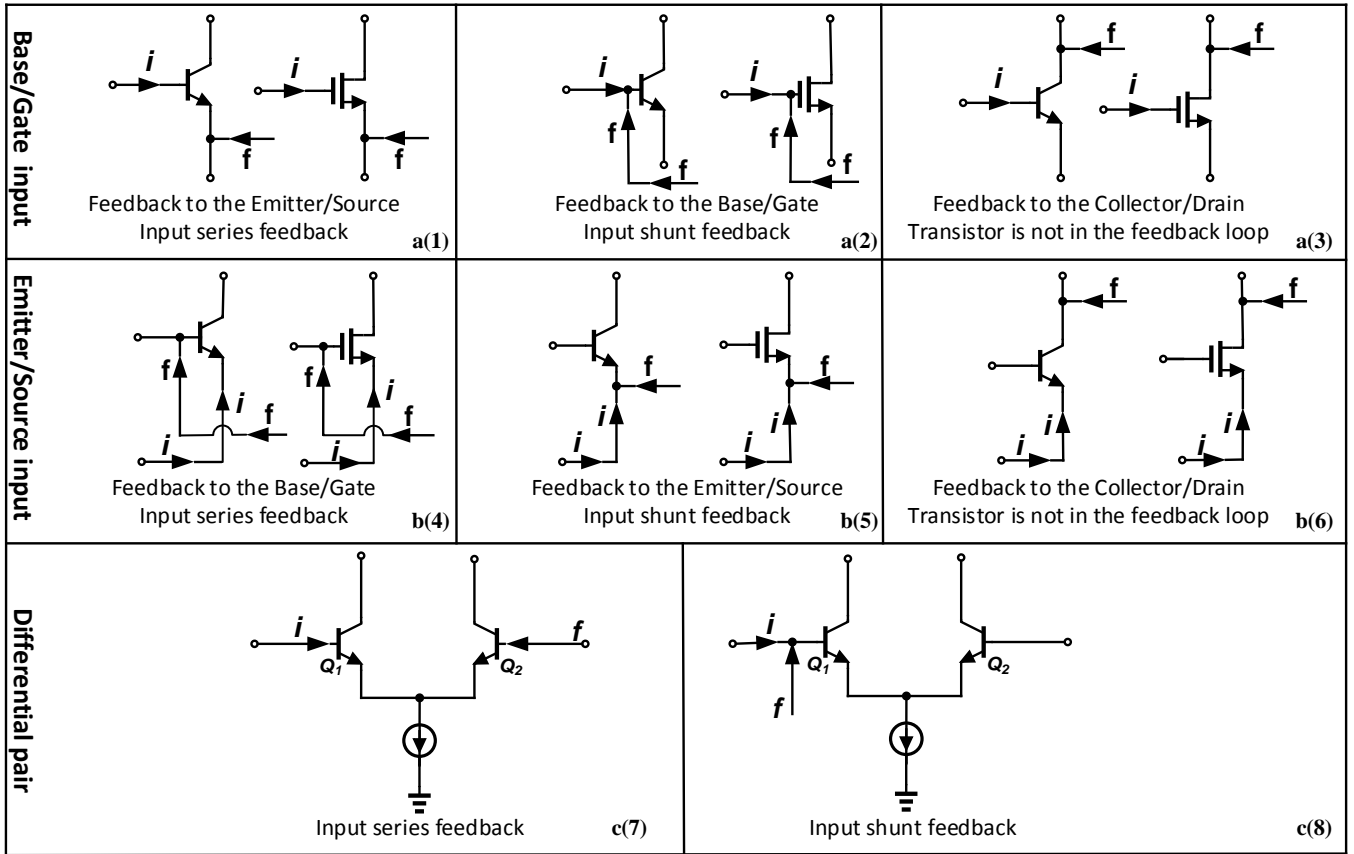 Base/Gate input
i
i
f
f
Feedback to the Emitter/Source
Input series feedback
a(1)
i
i
f
f
f
f
Feedback to the Base/Gate
Input shunt feedback
a(2)
f
f
i
i
Feedback to the Collector/Drain
Transistor is not in the feedback loop
a(3)
Emitter/Source input
f
i
f
i
f
i
f
i
Feedback to the Base/Gate
Input series feedback
b(4)
f
i
f
i
Feedback to the Emitter/Source
Input shunt feedback
b(5)
f
f
i
i
Feedback to the Collector/Drain
Transistor is not in the feedback loop
b(6)
Differential pair
i
f
Q1
Q2
Input series feedback
c(7)
i
f
Q1
Q2
Input shunt feedback
c(8)